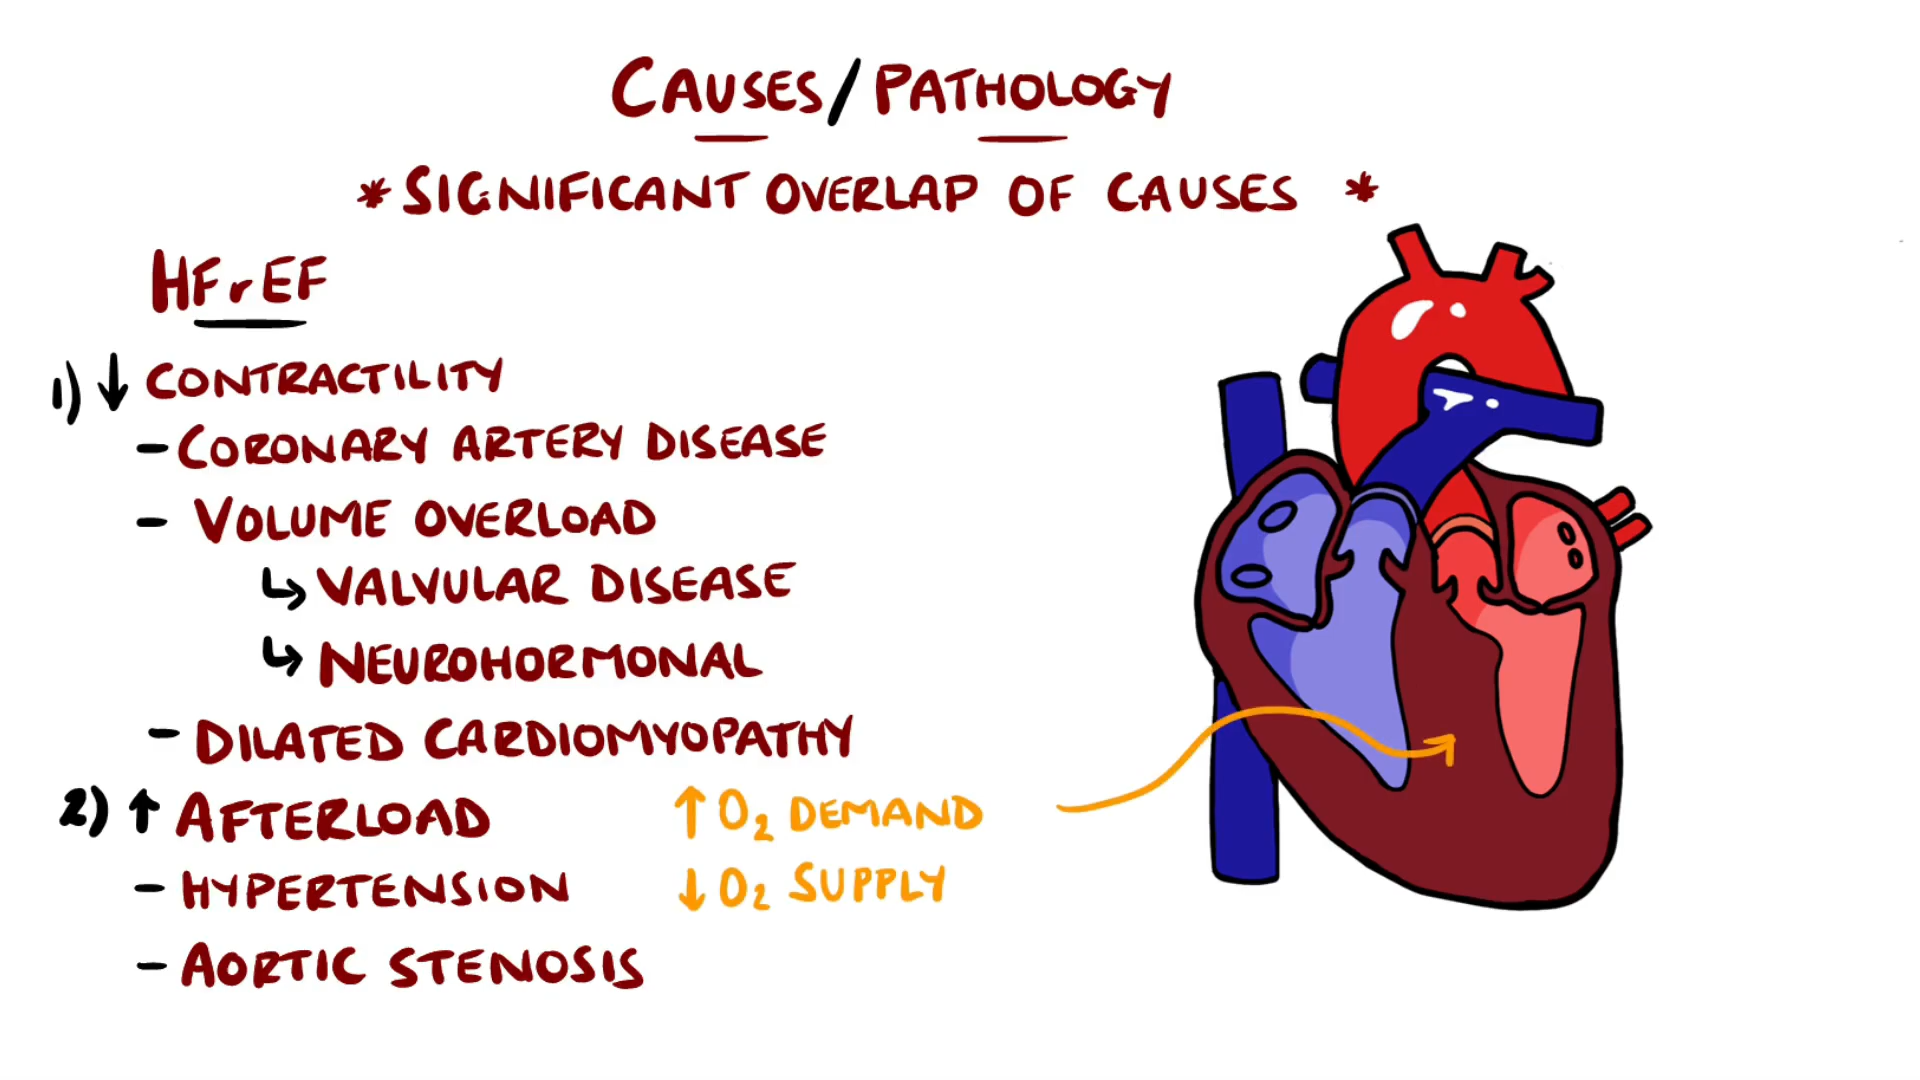 CAUSES/PATHOLOGY
*SIGNIFICANT OVERLAP OF CAUSES *
HFrEF
1) ↓ CONTRACTILITY
- CORONARY ARTERY DISEASE
- VOLUME OVERLOAD
↳ VALVULAR DISEASE
↳ NEUROHORMONAL
- DILATED CARDIOMYOPATHY
2) ↑ AFTERLOAD
↑ O₂ DEMAND
- HYPERTENSION
↓ O₂ SUPPLY
- AORTIC STENOSIS